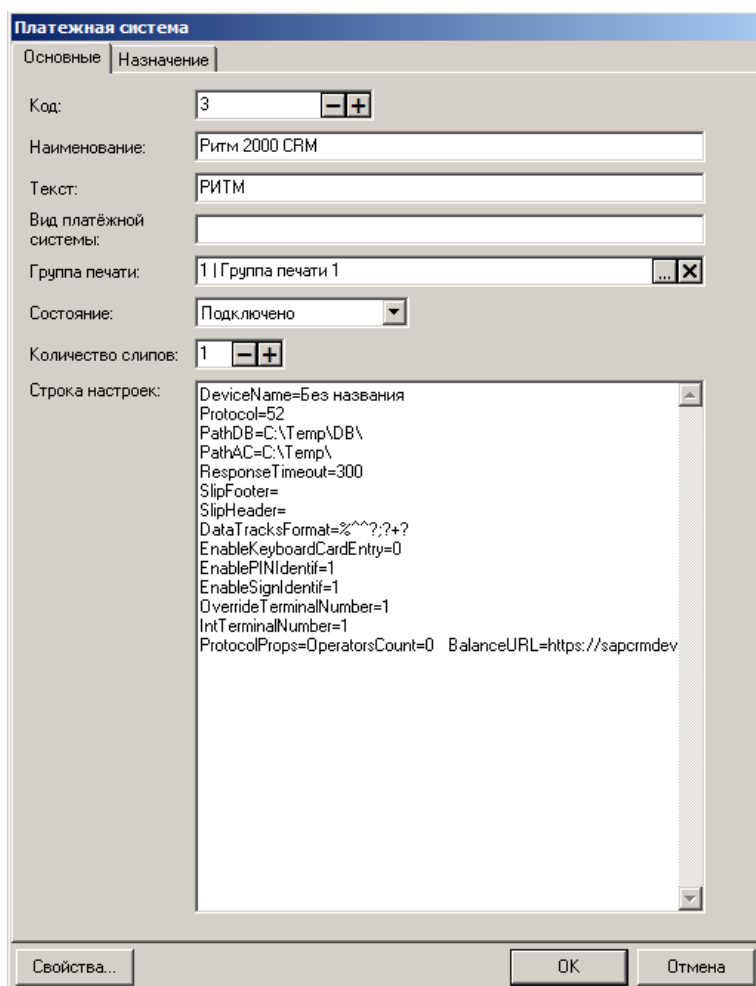 Платежная система
Основные Назначение
Код: 3
Наименование: Ритм 2000 CRM
Текст: РИТМ
Вид платёжной
системы:
Группа печати: 1 | Группа печати 1 ...
Состояние: Подключено
Количество слипов: 1
Строка настроек: DeviceName=Без названия
Protocol=52
PathDB=C:\Temp\DB\
PathAC=C:\Temp\
ResponseTimeout=300
SlipFooter=
SlipHeader=
DataTracksFormat=%^^?;?+?
EnableKeyboardCardEntry=0
EnablePINIdentif=1
EnableSignIdentif=1
OverrideTerminalNumber=1
IntTerminalNumber=1
ProtocolProps=OperatorsCount=0 BalanceURL=https://sapcrmdev
Свойства... OK Отмена